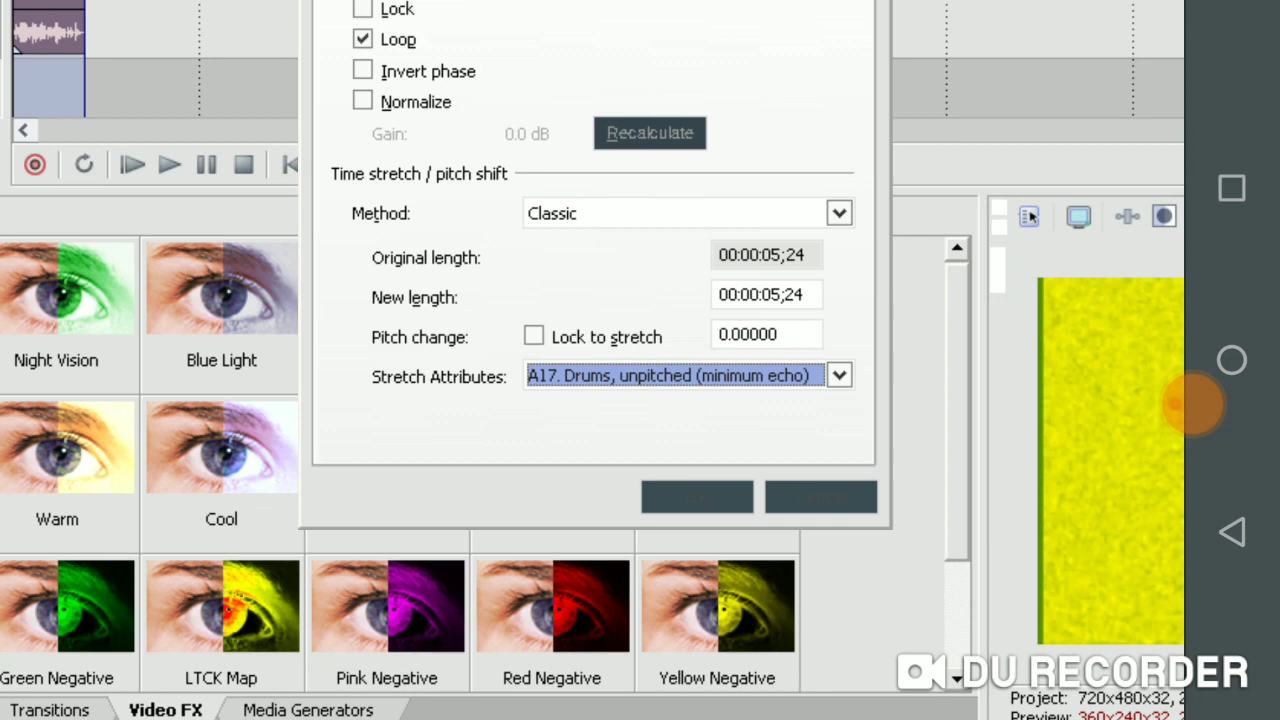 Lock
Loop
Invert phase
Normalize
Gain: 0.0 dB Recalculate
Time stretch / pitch shift
Method: Classic
Original length: 00:00:05;24
New length: 00:00:05;24
Pitch change: Lock to stretch 0.00000
Stretch Attributes: A17. Drums, unpitched (minimum echo)
Night Vision
Blue Light
Warm
Cool
Green Negative
LTCK Map
Pink Negative
Red Negative
Yellow Negative
Transitions
Video FX
Media Generators
DU RECORDER
Project: 720x480x32, 2
Preview: 360x240x32, 2